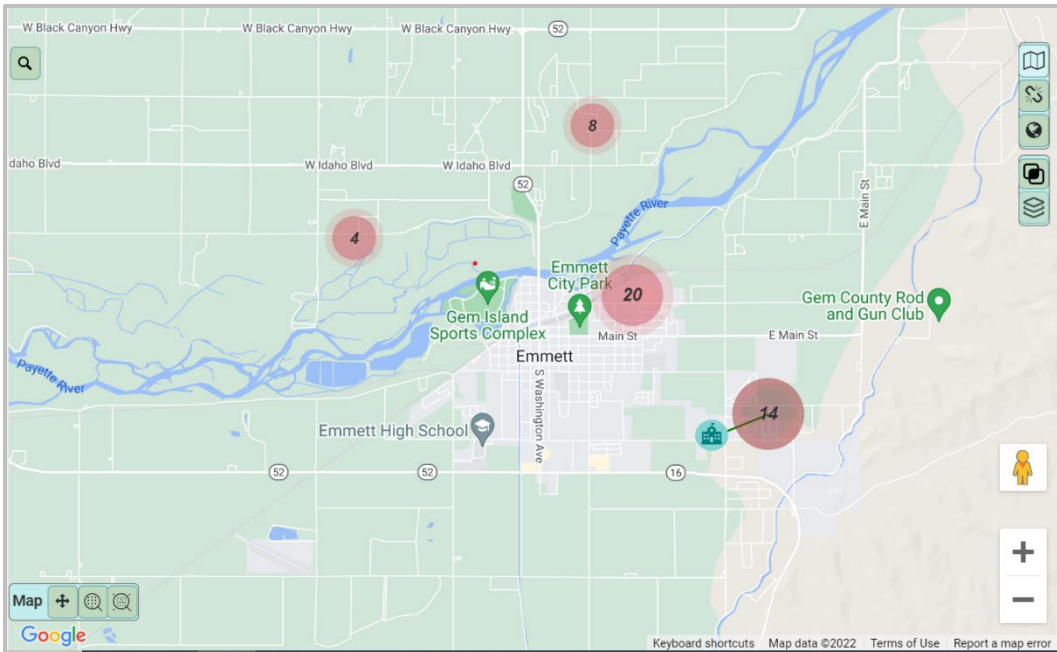 W Black Canyon Hwy
W Black Canyon Hwy
W Black Canyon Hwy
52
8
daho Blvd
W Idaho Blvd
W Idaho Blvd
52
Payette River
E Main St
4
Emmett
City Park
20
Gem County Rod
and Gun Club
Gem Island
Sports Complex
Main St
E Main St
Emmett
Payette River
S Washington Ave
14
Emmett High School
52
52
16
Map
Google
Keyboard shortcuts
Map data ©2022
Terms of Use
Report a map error